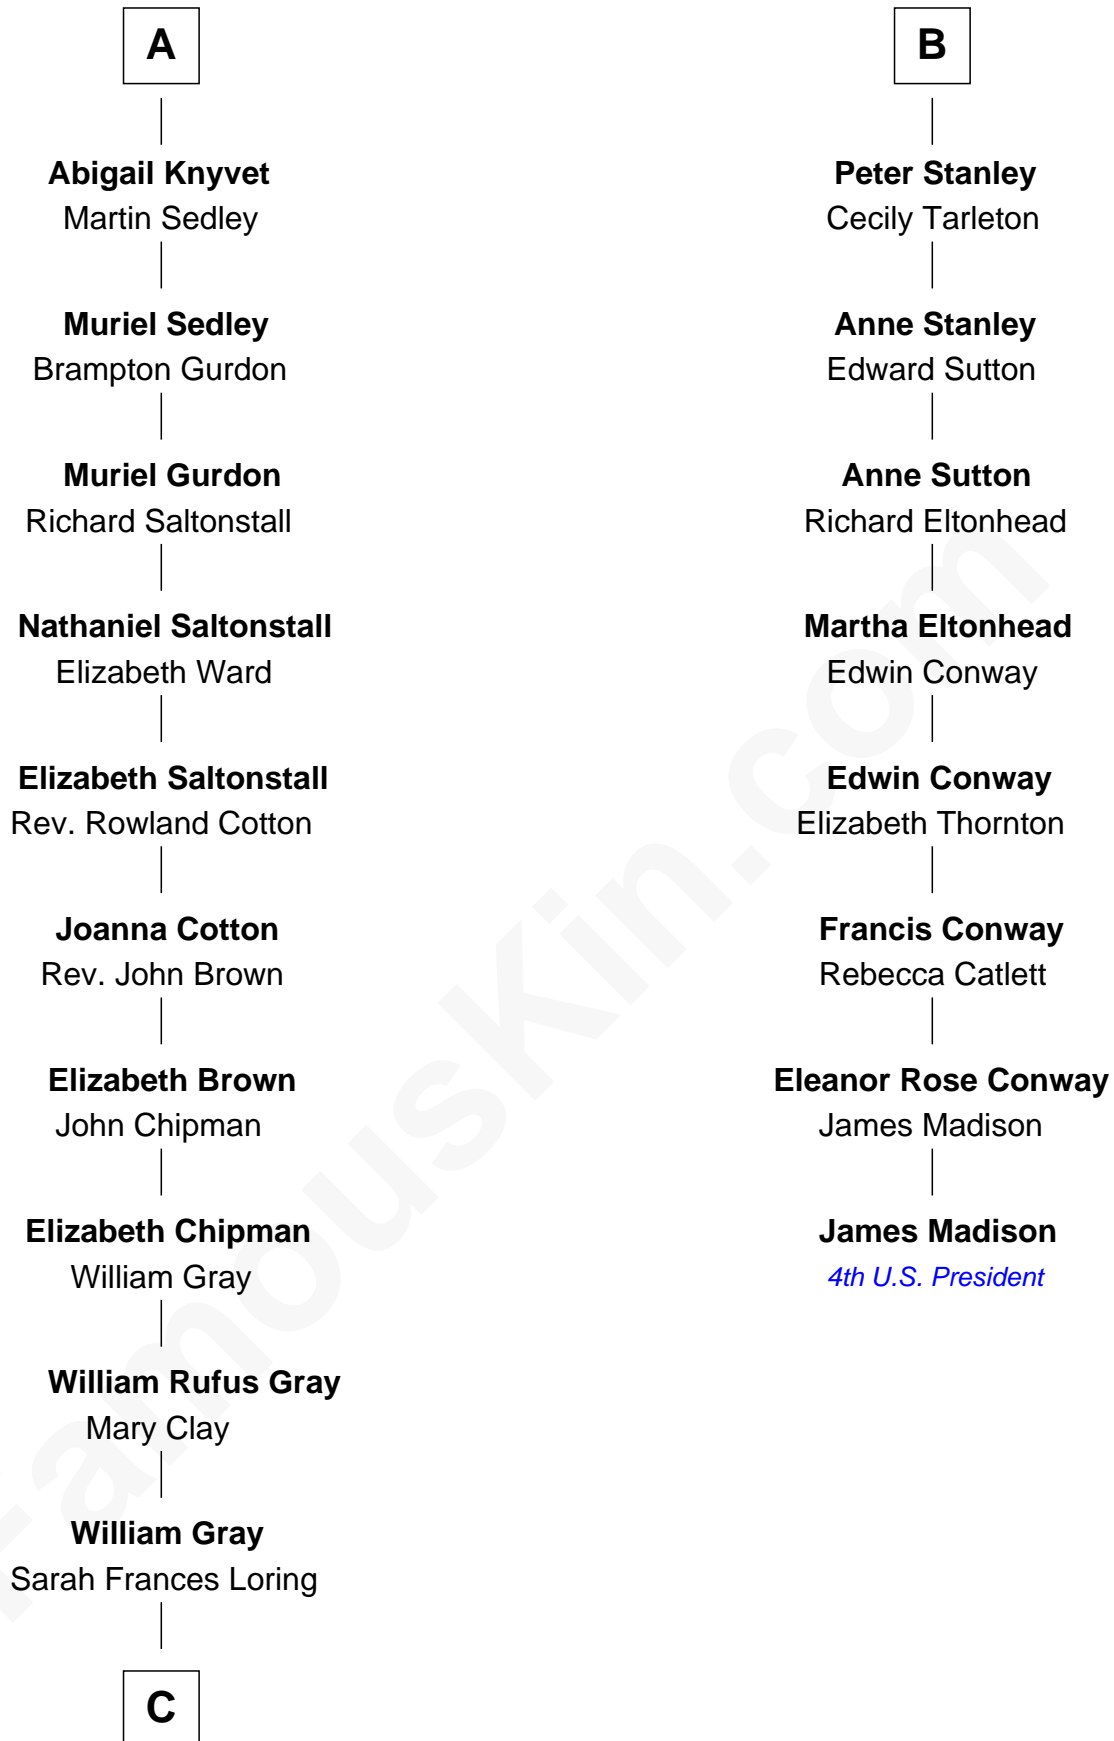 A
Abigail Knyvet
Martin Sedley
Muriel Sedley
Brampton Gurdon
Muriel Gurdon
Richard Saltonstall
Nathaniel Saltonstall
Elizabeth Ward
Elizabeth Saltonstall
Rev. Rowland Cotton
Joanna Cotton
Rev. John Brown
Elizabeth Brown
John Chipman
Elizabeth Chipman
William Gray
William Rufus Gray
Mary Clay
William Gray
Sarah Frances Loring
C
B
Peter Stanley
Cecily Tarleton
Anne Stanley
Edward Sutton
Anne Sutton
Richard Eltonhead
Martha Eltonhead
Edwin Conway
Edwin Conway
Elizabeth Thornton
Francis Conway
Rebecca Catlett
Eleanor Rose Conway
James Madison
James Madison
4th U.S. President
FamousKin.com